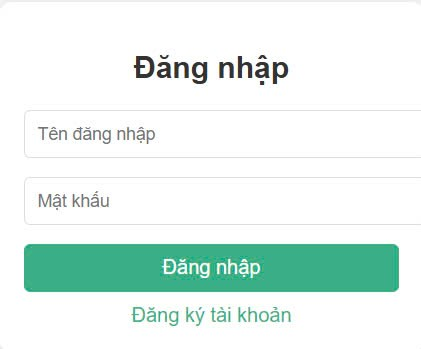 Đăng nhập
Tên đăng nhập
Mật khẩu
Đăng nhập
Đăng ký tài khoản